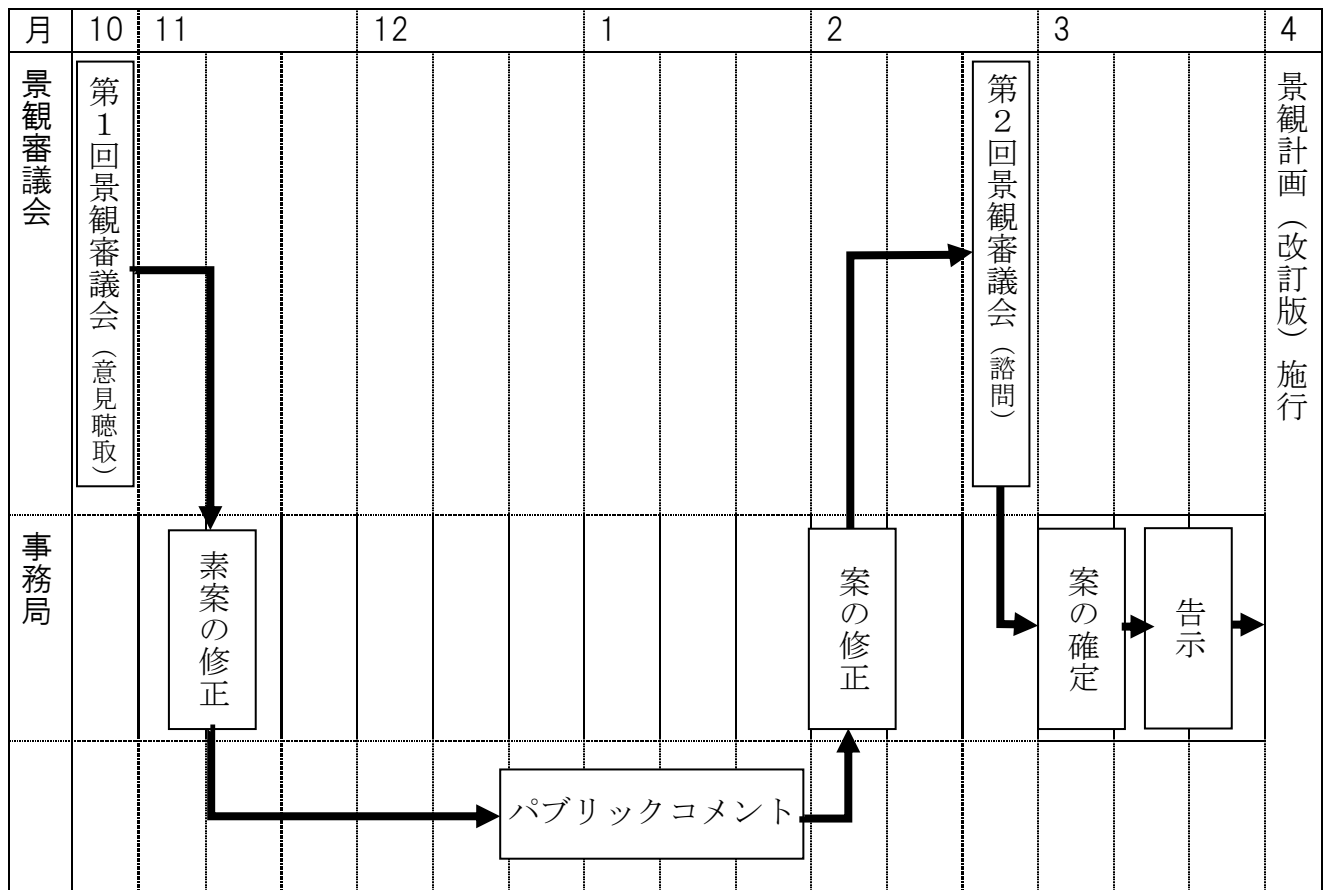 月 10 11 12 1 2 3 4
景観審議会
第1回景観審議会(意見聴取)
第2回景観審議会(諮問)
景観計画(改訂版)施行
事務局
素案の修正
案の修正
案の確定
告示
パブリックコメント